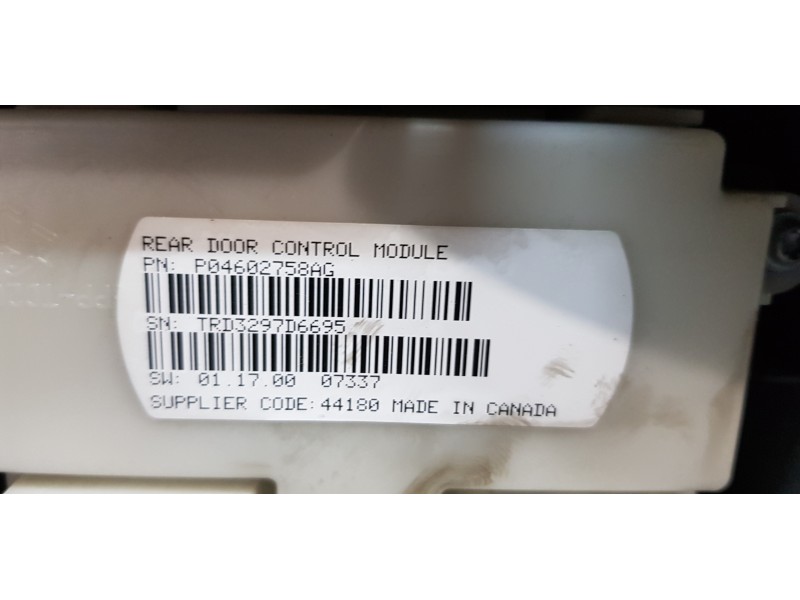 REAR DOOR CONTROL MODULE
PN: P04602758AG
SN: TRD3297D6695
SW: 01.17.00 07337
SUPPLIER CODE: 44180 MADE IN CANADA